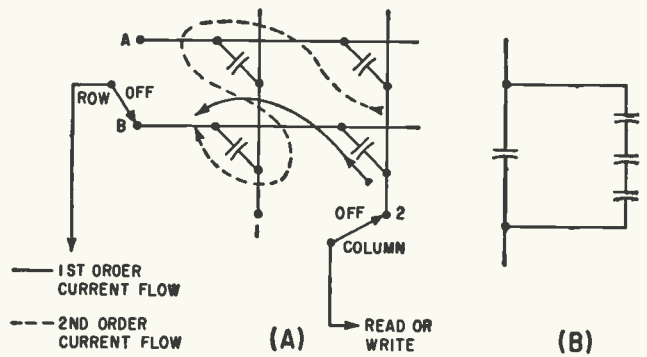 A
ROW OFF
B
1
OFF 2
COLUMN
1ST ORDER
CURRENT FLOW
2ND ORDER
CURRENT FLOW
(A)
READ OR
WRITE
(B)